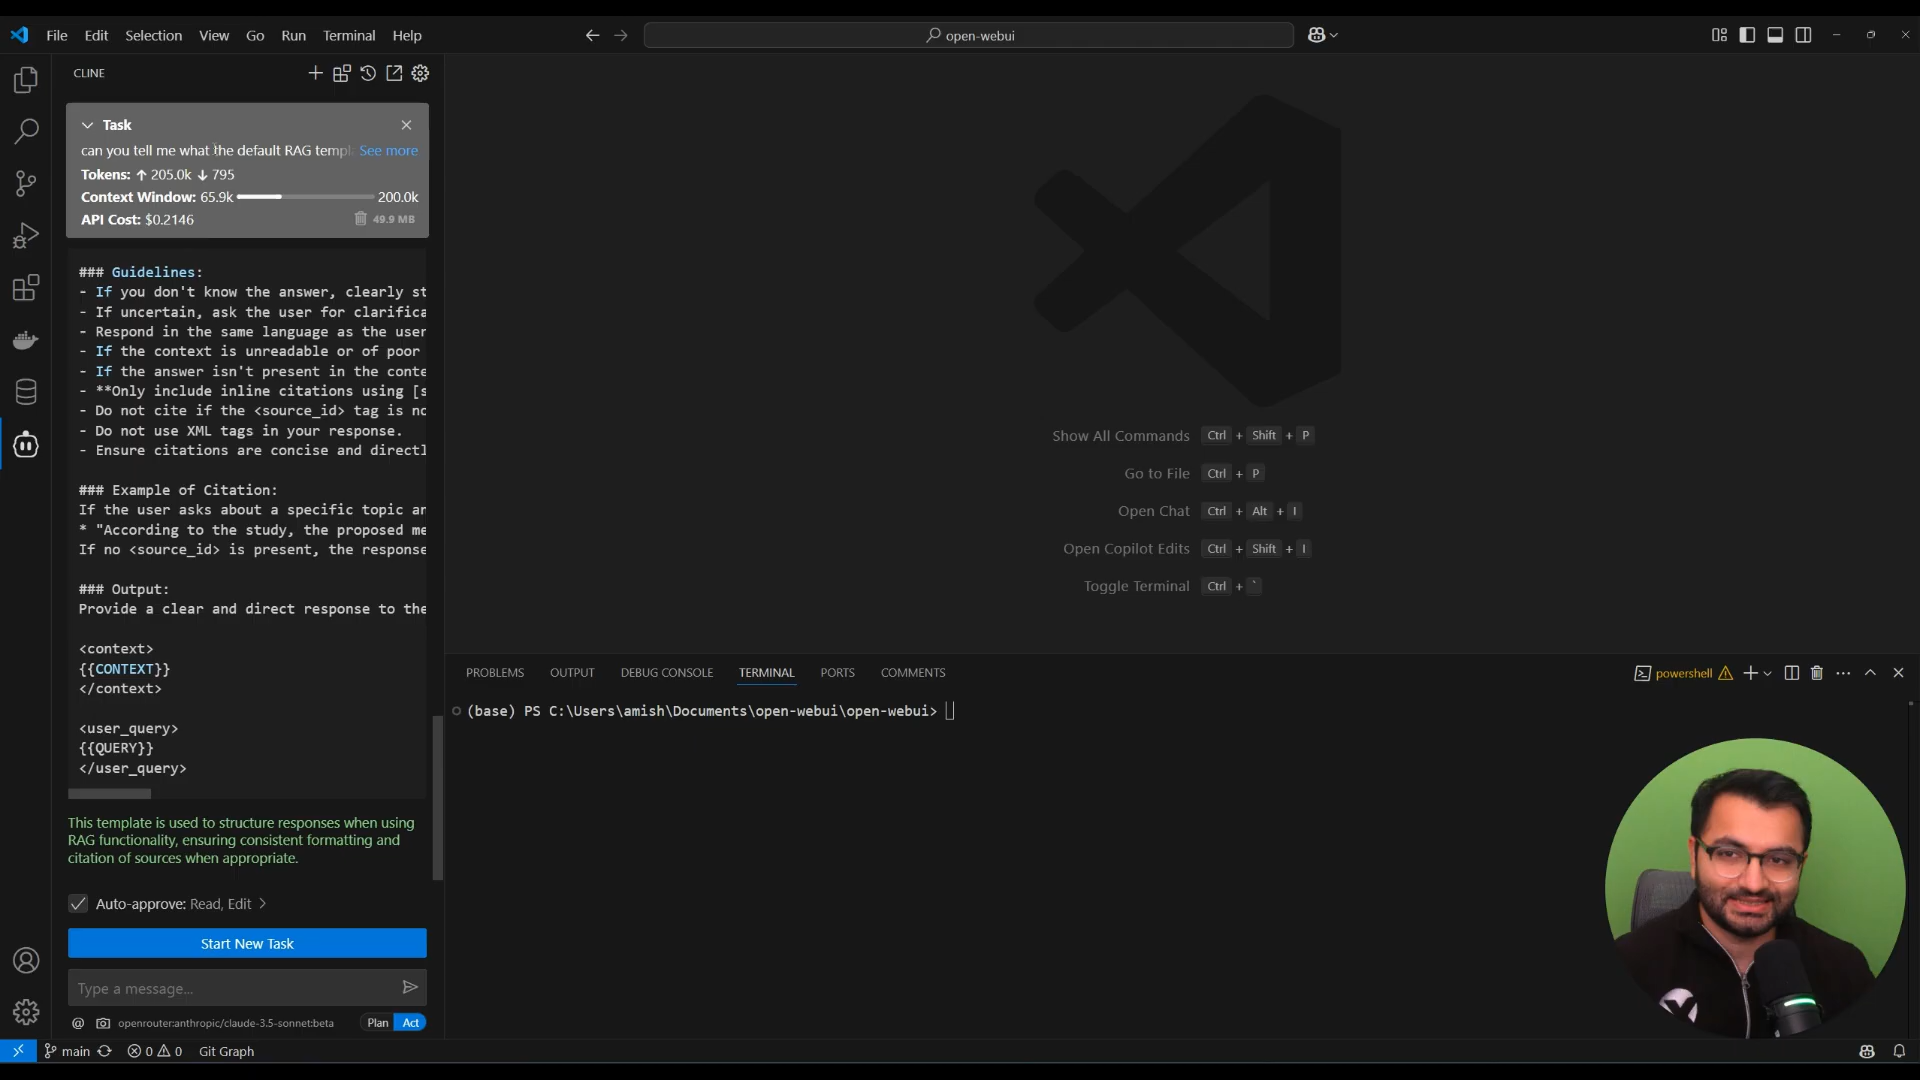 File Edit Selection View Go Run Terminal Help
open-webui
CLINE
Task
can you tell me what the default RAG templ See more
Tokens: ↑ 205.0k ↓ 795
Context Window: 65.9k 200.0k
API Cost: $0.2146 49.9 MB
### Guidelines:
- If you don't know the answer, clearly st
- If uncertain, ask the user for clarifica
- Respond in the same language as the user
- If the context is unreadable or of poor
- If the answer isn't present in the conte
- **Only include inline citations using [s
- Do not cite if the <source_id> tag is no
- Do not use XML tags in your response.
- Ensure citations are concise and directl
### Example of Citation:
If the user asks about a specific topic an
* "According to the study, the proposed me
If no <source_id> is present, the response
### Output:
Provide a clear and direct response to the
<context>
{{CONTEXT}}
</context>
<user_query>
{{QUERY}}
</user_query>
This template is used to structure responses when using
RAG functionality, ensuring consistent formatting and
citation of sources when appropriate.
Auto-approve: Read, Edit >
Start New Task
Type a message...
@ openrouter:anthropic/claude-3.5-sonnet:beta Plan Act
Show All Commands Ctrl + Shift + P
Go to File Ctrl + P
Open Chat Ctrl + Alt + I
Open Copilot Edits Ctrl + Shift + I
Toggle Terminal Ctrl + `
PROBLEMS OUTPUT DEBUG CONSOLE TERMINAL PORTS COMMENTS
powershell
(base) PS C:\Users\amish\Documents\open-webui\open-webui>
main 0 0 Git Graph